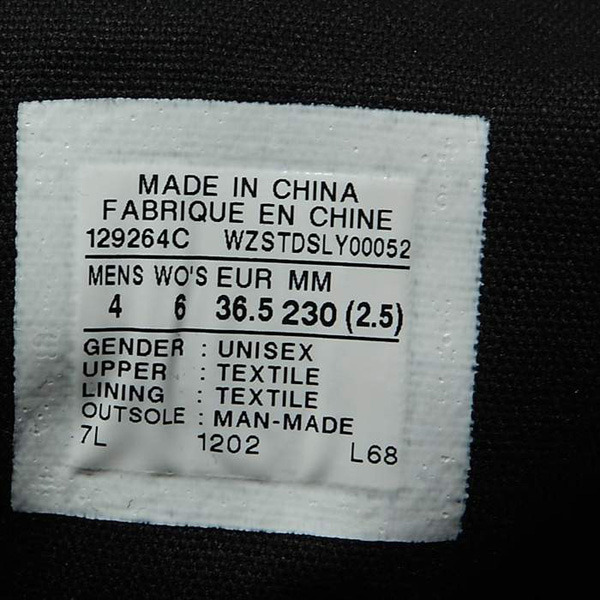 MADE IN CHINA
FABRIQUE EN CHINE
129264C WZSTDSLY00052
MENS WO'S EUR MM
4 6 36.5 230 (2.5)
GENDER : UNISEX
UPPER : TEXTILE
LINING : TEXTILE
OUTSOLE : MAN-MADE
7L 1202 L68